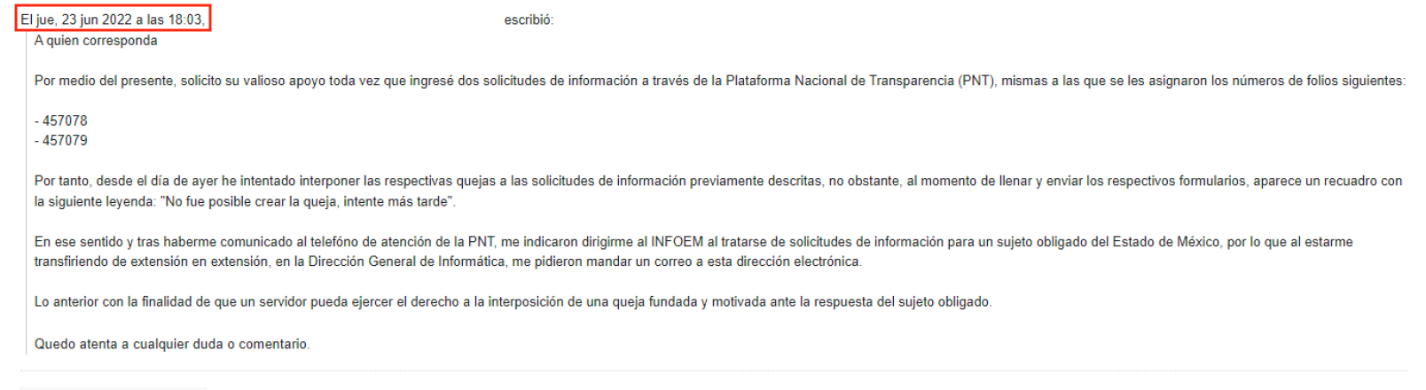 El jue, 23 jun 2022 a las 18:03, escribió:
A quien corresponda
Por medio del presente, solicito su valioso apoyo toda vez que ingresé dos solicitudes de información a través de la Plataforma Nacional de Transparencia (PNT), mismas a las que se les asignaron los números de folios siguientes:
- 457078
- 457079
Por tanto, desde el día de ayer he intentado interponer las respectivas quejas a las solicitudes de información previamente descritas, no obstante, al momento de llenar y enviar los respectivos formularios, aparece un recuadro con
la siguiente leyenda: "No fue posible crear la queja, intente más tarde".
En ese sentido y tras haberme comunicado al telefóno de atención de la PNT, me indicaron dirigirme al INFOEM al tratarse de solicitudes de información para un sujeto obligado del Estado de México, por lo que al estarme
transfiriendo de extensión en extensión, en la Dirección General de Informática, me pidieron mandar un correo a esta dirección electrónica.
Lo anterior con la finalidad de que un servidor pueda ejercer el derecho a la interposición de una queja fundada y motivada ante la respuesta del sujeto obligado.
Quedo atenta a cualquier duda o comentario.